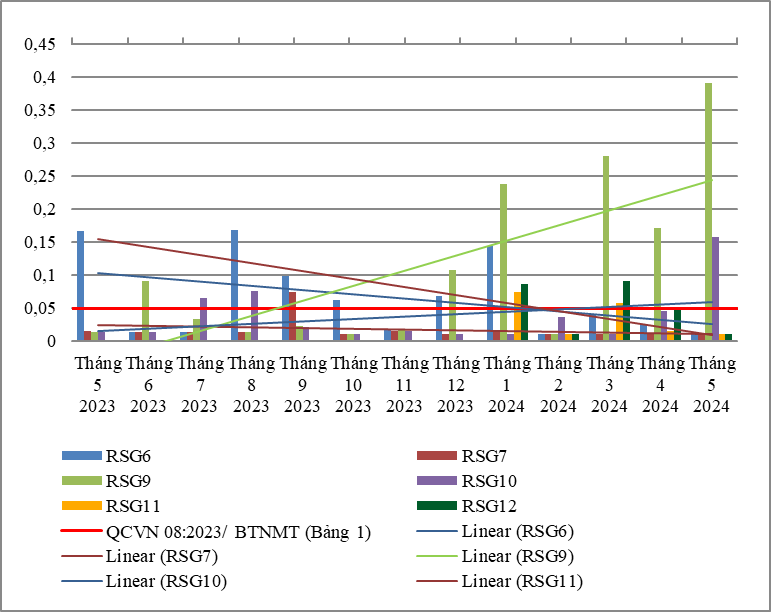 0,45
0,4
0,35
0,3
0,25
0,2
0,15
0,1
0,05
0
Tháng 5 2023
Tháng 6 2023
Tháng 7 2023
Tháng 8 2023
Tháng 9 2023
Tháng 10 2023
Tháng 11 2023
Tháng 12 2023
Tháng 1 2024
Tháng 2 2024
Tháng 3 2024
Tháng 4 2024
Tháng 5 2024
RSG6
RSG7
RSG9
RSG10
RSG11
RSG12
QCVN 08:2023/ BTNMT (Bảng 1)
Linear (RSG6)
Linear (RSG7)
Linear (RSG9)
Linear (RSG10)
Linear (RSG11)